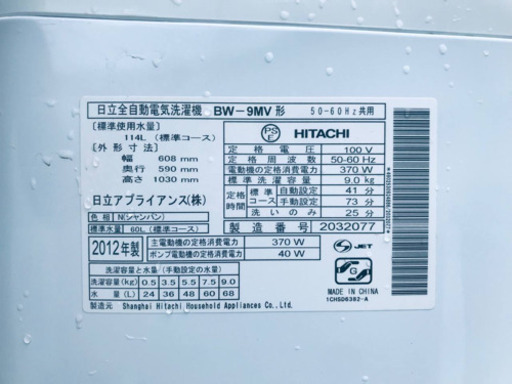 日立全自動電気洗濯機 BW-9MV形 50-60Hz共用
〔標準使用水量〕
114L (標準コース)
〔外形寸法〕
幅 608 mm
奥行 590 mm
高さ 1030 mm
日立アプライアンス(株)
色相 N(シャンパン)
標準水量 60L (標準コース)
PS E HITACHI
定格電圧 100 V
定格周波数 50-60 Hz
電動機の定格消費電力 370 W
標準洗濯容量 9.0 kg
標準コース 自動設定 41 分
手動設定 73 分
洗いのみ 25 分
製造番号 2032077
2012年製
主電動機の定格消費電力 370 W
ポンプ電動機の定格消費電力 40 W
洗濯容量と水量/(手動設定の水量)
洗濯容量(kg) 0.5 3.5 5.5 7.5 9.0
水量(L) 24 36 48 60 68
製造元 Shanghai Hitachi Household Appliances Co.,Ltd.
S JET
G
MADE IN CHINA
1CHSD6392-A